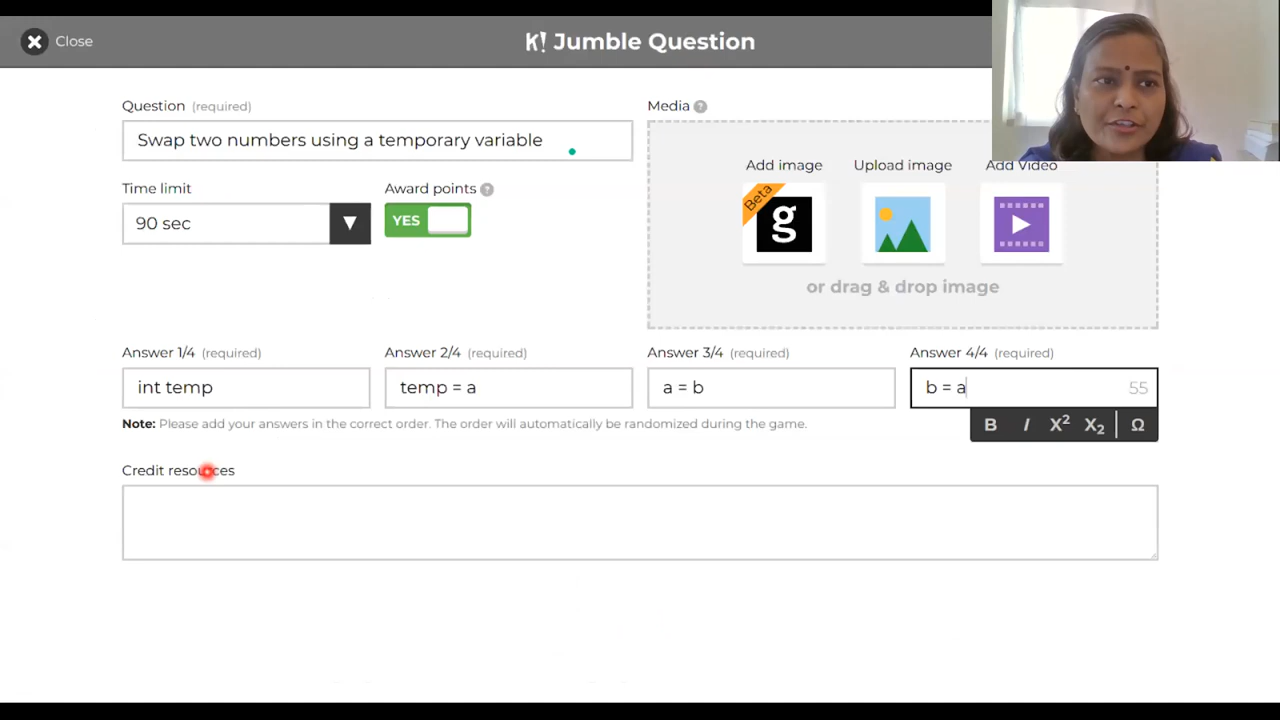 Close
K! Jumble Question
Question (required)
Media ?
Swap two numbers using a temporary variable
Add image
Upload image
Add Video
Time limit
Award points ?
Beta
g
90 sec
YES
or drag & drop image
Answer 1/4 (required)
Answer 2/4 (required)
Answer 3/4 (required)
Answer 4/4 (required)
int temp
temp = a
a = b
b = a
55
Note: Please add your answers in the correct order. The order will automatically be randomized during the game.
B I X² X₂ Ω
Credit resources